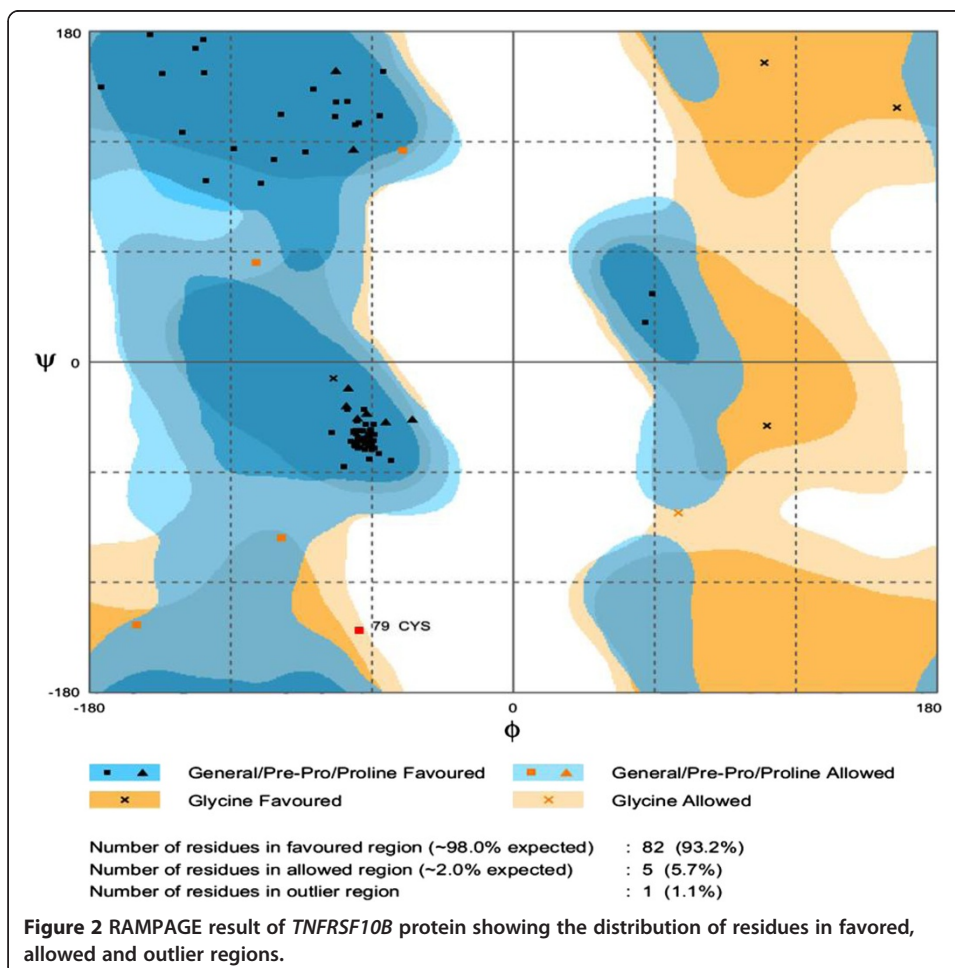 180
79 CYS
Ψ
0
-180
-180
0
180
ϕ
General/Pre-Pro/Proline Favoured
General/Pre-Pro/Proline Allowed
Glycine Favoured
Glycine Allowed
Number of residues in favoured region (~98.0% expected) : 82 (93.2%)
Number of residues in allowed region (~2.0% expected) : 5 (5.7%)
Number of residues in outlier region : 1 (1.1%)
Figure 2 RAMPAGE result of TNFRSF10B protein showing the distribution of residues in favored,
allowed and outlier regions.